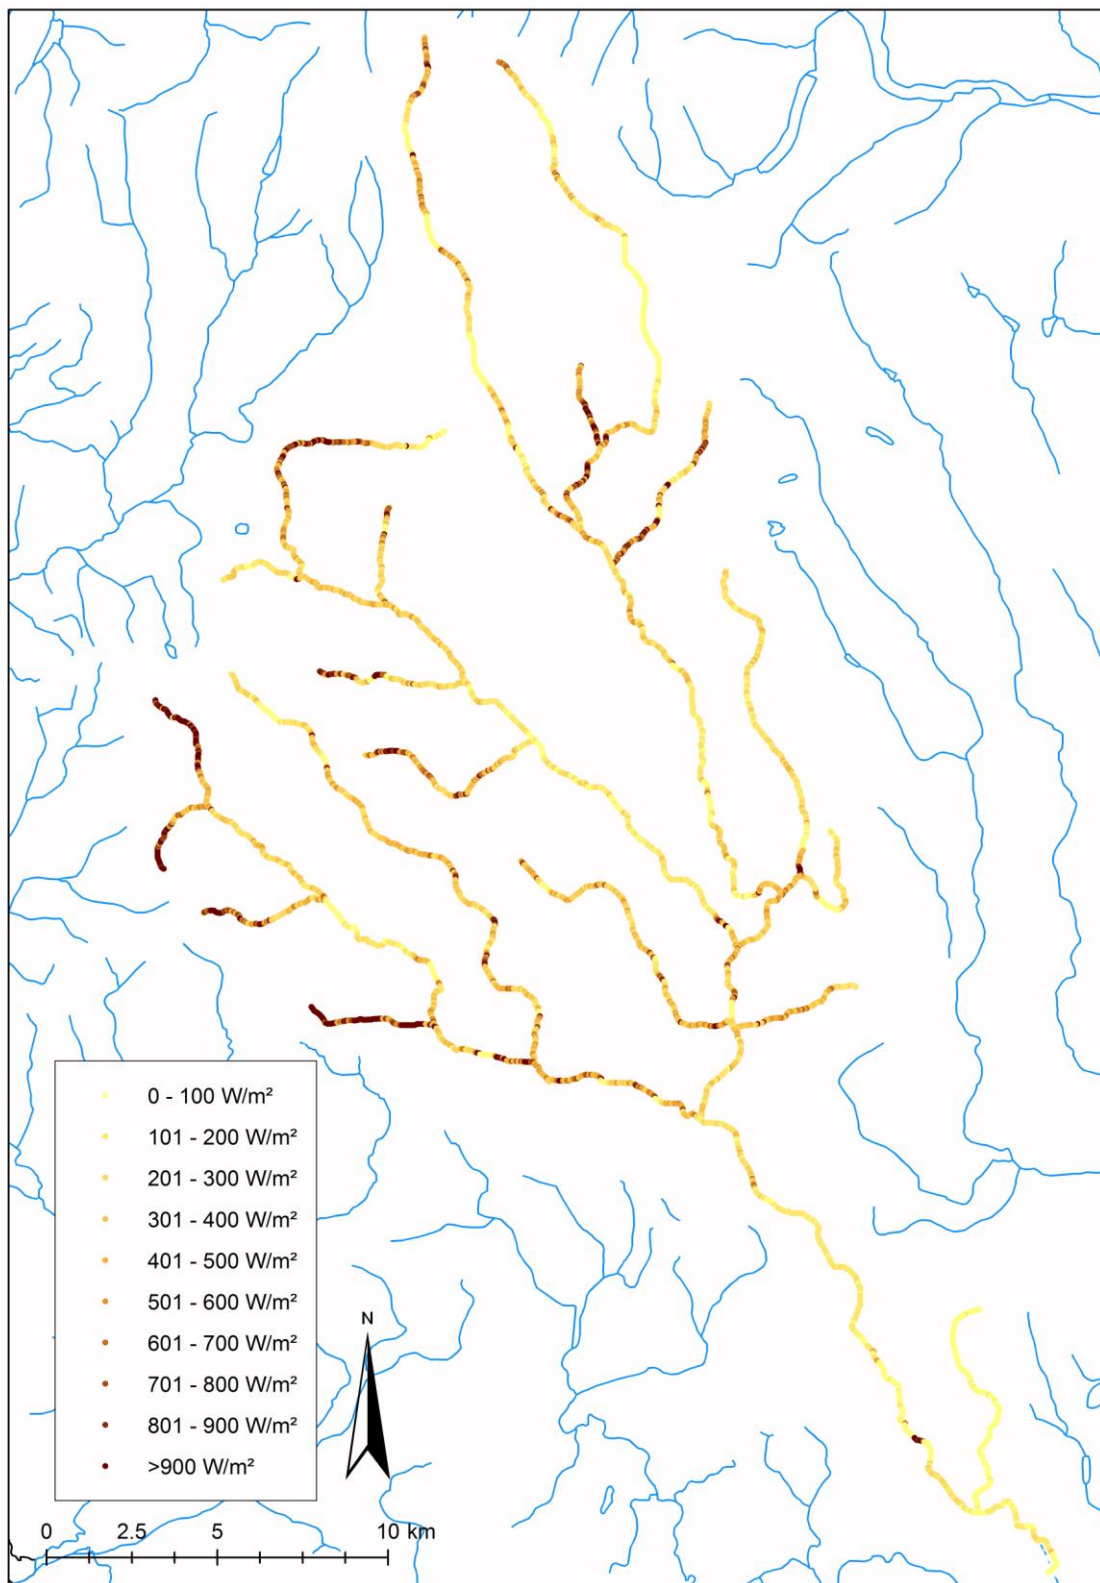 0 - 100 W/m²
101 - 200 W/m²
201 - 300 W/m²
301 - 400 W/m²
401 - 500 W/m²
501 - 600 W/m²
601 - 700 W/m²
701 - 800 W/m²
801 - 900 W/m²
>900 W/m²
N
0 2.5 5 10 km